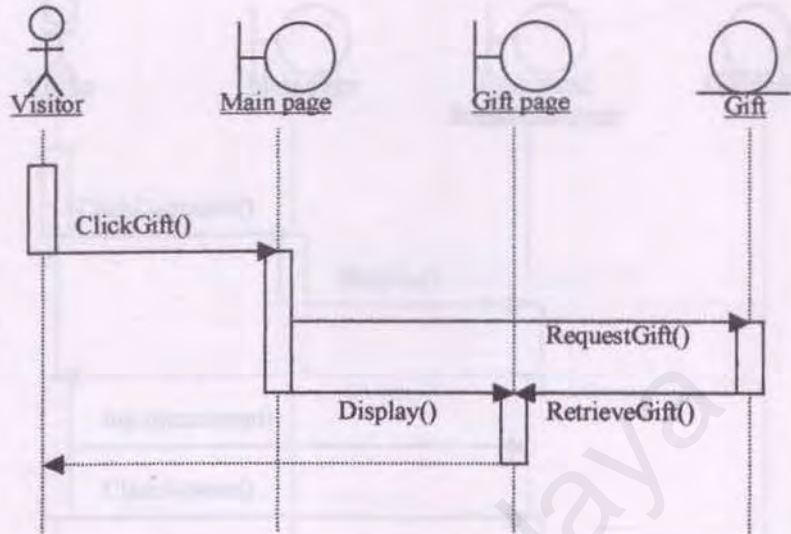 Visitor
Main page
Gift page
Gift
ClickGift()
RequestGift()
Display()
RetrieveGift()